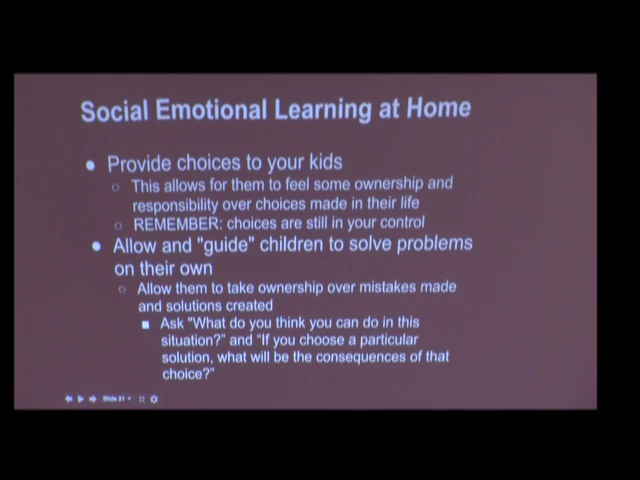 Social Emotional Learning at Home
● Provide choices to your kids
○ This allows for them to feel some ownership and
responsibility over choices made in their life
○ REMEMBER: choices are still in your control
● Allow and "guide" children to solve problems
on their own
○ Allow them to take ownership over mistakes made
and solutions created
■ Ask "What do you think you can do in this
situation?" and "If you choose a particular
solution, what will be the consequences of that
choice?"
Slide 21